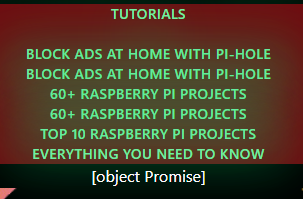 TUTORIALS
BLOCK ADS AT HOME WITH PI-HOLE
BLOCK ADS AT HOME WITH PI-HOLE
60+ RASPBERRY PI PROJECTS
60+ RASPBERRY PI PROJECTS
TOP 10 RASPBERRY PI PROJECTS
EVERYTHING YOU NEED TO KNOW
[object Promise]